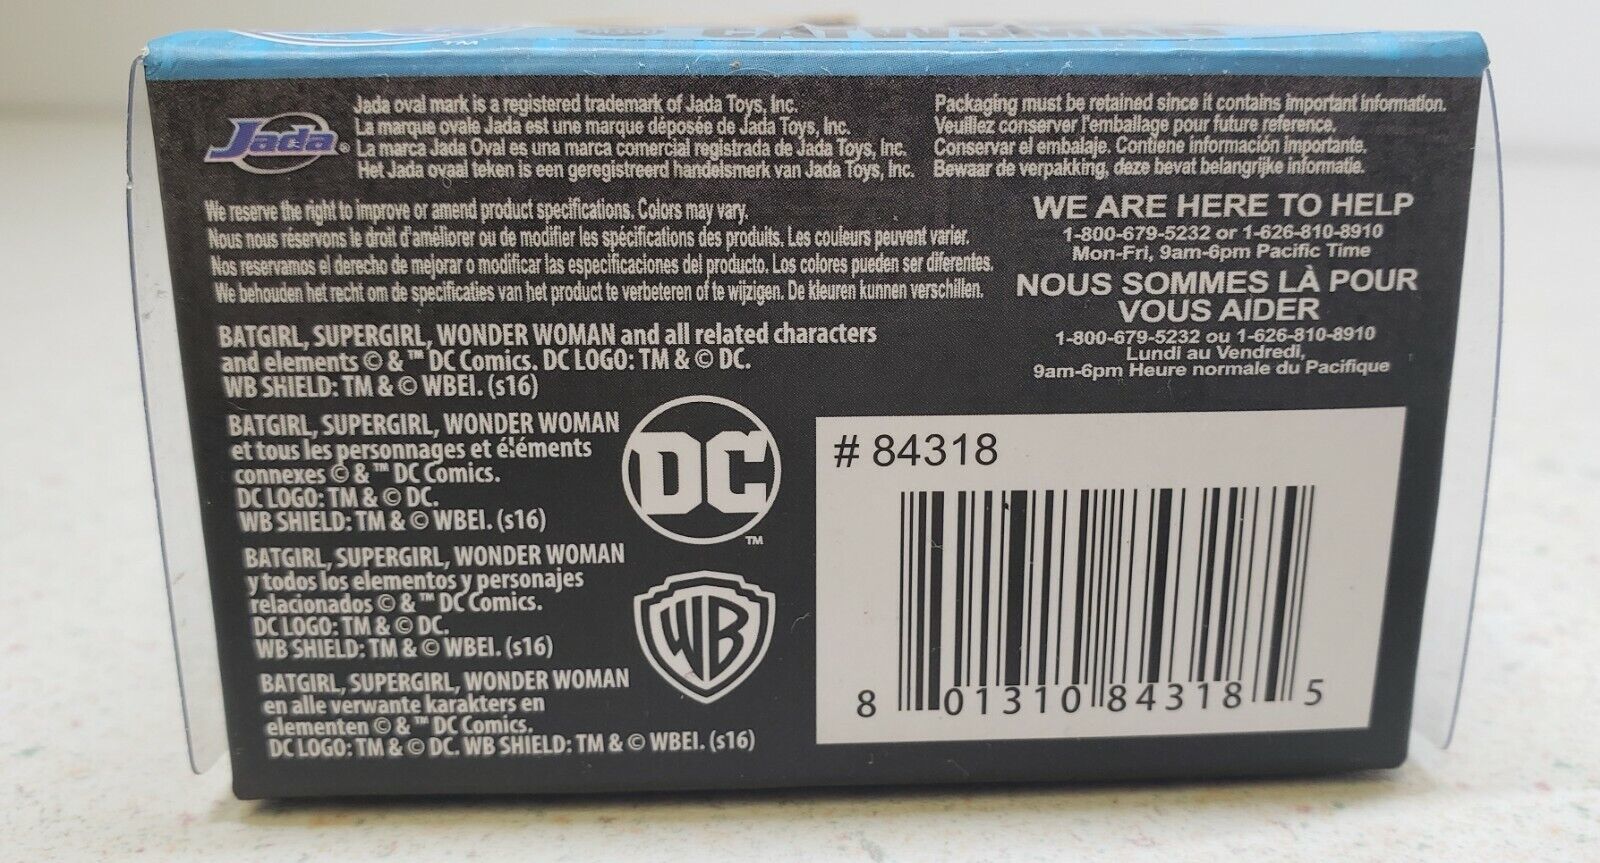 TM CATWOMAN
Jada®
Jada oval mark is a registered trademark of Jada Toys, Inc.
La marque ovale Jada est une marque déposée de Jada Toys, Inc.
La marca Jada Oval es una marca comercial registrada de Jada Toys, Inc.
Het Jada ovaal teken is een geregistreerd handelsmerk van Jada Toys, Inc.
Packaging must be retained since it contains important information.
Veuillez conserver l'emballage pour future reference.
Conservar el embalaje. Contiene información importante.
Bewaar de verpakking, deze bevat belangrijke informatie.
We reserve the right to improve or amend product specifications. Colors may vary.
Nous nous réservons le droit d'améliorer ou de modifier les spécifications des produits. Les couleurs peuvent varier.
Nos reservamos el derecho de mejorar o modificar las especificaciones del producto. Los colores pueden ser diferentes.
We behouden het recht om de specificaties van het product te verbeteren of te wijzigen. De kleuren kunnen verschillen.
WE ARE HERE TO HELP
1-800-679-5232 or 1-626-810-8910
Mon-Fri, 9am-6pm Pacific Time
NOUS SOMMES LÀ POUR
VOUS AIDER
1-800-679-5232 ou 1-626-810-8910
Lundi au Vendredi,
9am-6pm Heure normale du Pacifique
BATGIRL, SUPERGIRL, WONDER WOMAN and all related characters
and elements © & ™ DC Comics. DC LOGO: TM & © DC.
WB SHIELD: TM & © WBEI. (s16)
BATGIRL, SUPERGIRL, WONDER WOMAN
et tous les personnages et éléments
connexes © & ™ DC Comics.
DC LOGO: TM & © DC.
WB SHIELD: TM & © WBEI. (s16)
BATGIRL, SUPERGIRL, WONDER WOMAN
y todos los elementos y personajes
relacionados © & ™ DC Comics.
DC LOGO: TM & © DC.
WB SHIELD: TM & © WBEI. (s16)
BATGIRL, SUPERGIRL, WONDER WOMAN
en alle verwante karakters en
elementen © & ™ DC Comics.
DC LOGO: TM & © DC. WB SHIELD: TM & © WBEI. (s16)
DC
TM
WB
# 84318
8 01310 84318 5